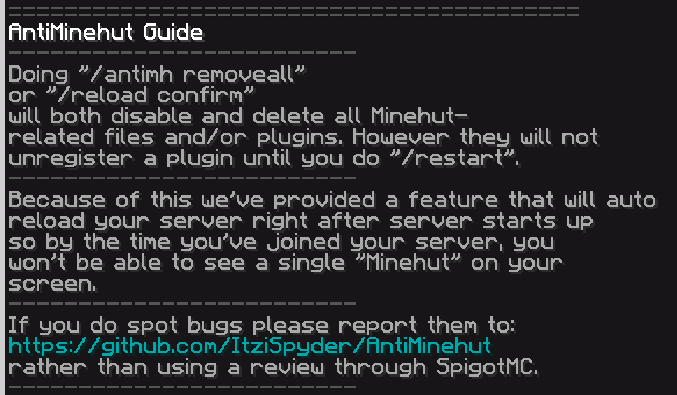 =========================================
AntiMinehut Guide
-------------------------
Doing "/antimh removeall"
or "/reload confirm"
will both disable and delete all Minehut-
related files and/or plugins. However they will not
unregister a plugin until you do "/restart".
-------------------------
Because of this we've provided a feature that will auto
reload your server right after server starts up
so by the time you've joined your server, you
won't be able to see a single "Minehut" on your
screen.
-------------------------
If you do spot bugs please report them to:
https://github.com/ItziSpyder/AntiMinehut
rather than using a review through SpigotMC.
-------------------------